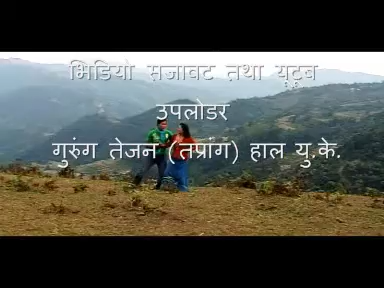 भिडियो सजावट तथा युटूव
उपलोडर
गुरुंग तेजन (तप्रांग) हाल यु.के.